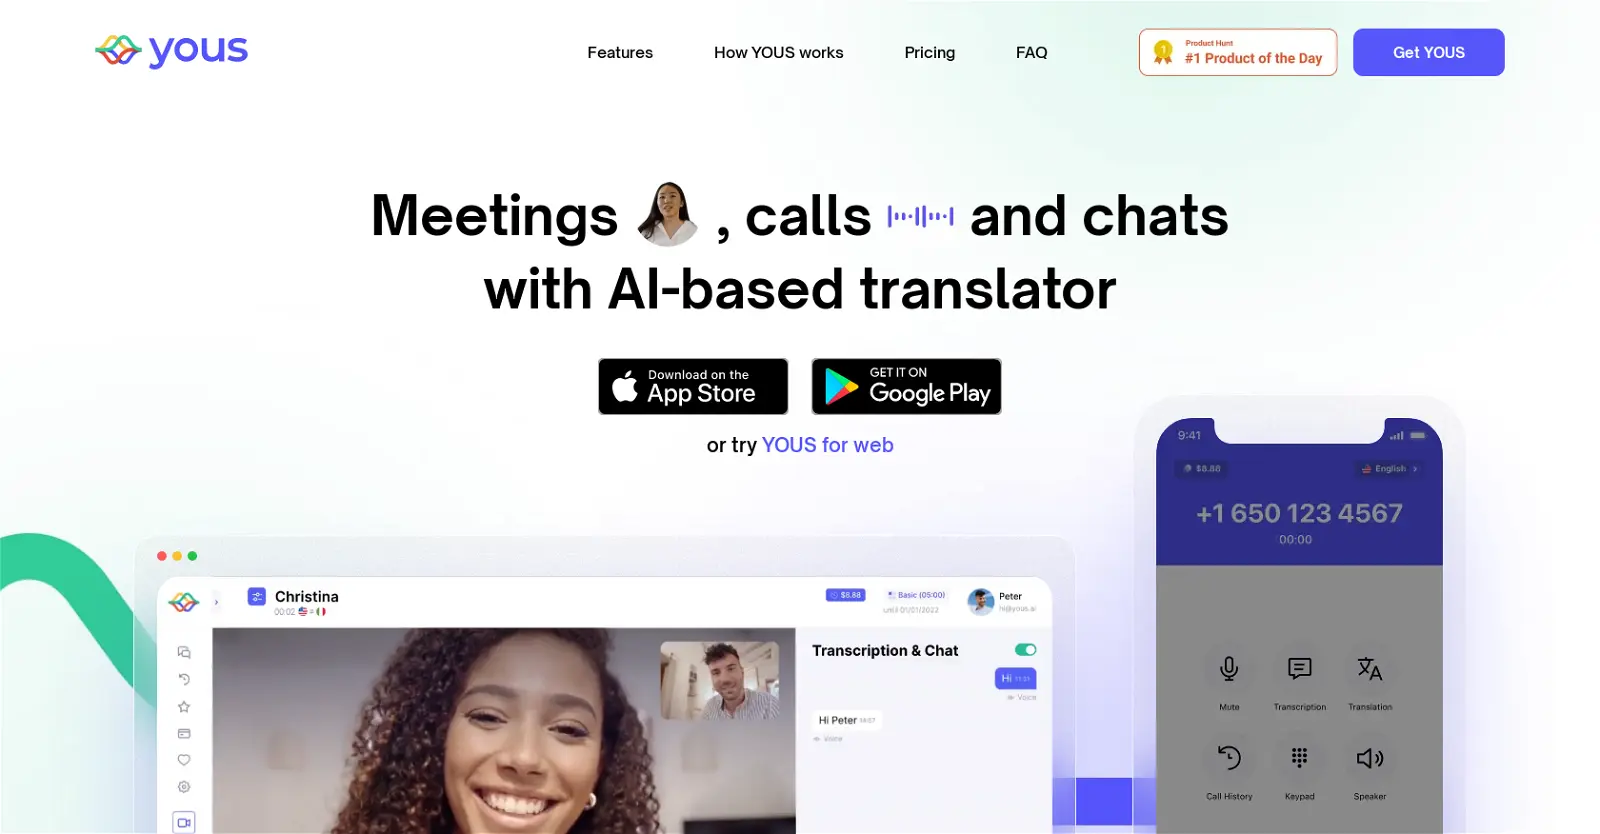 yous
Features
How YOUS works
Pricing
FAQ
Product Hunt
#1 Product of the Day
Get YOUS
Meetings , calls and chats
with AI-based translator
Download on the
App Store
GET IT ON
Google Play
or try YOUS for web
9:41
$8.88
English
+1 650 123 4567
00:00
Mute
Transcription
Translation
Call History
Keypad
Speaker
Christina
00:02
$8.88
Basic (05:00)
until 01/01/2022
Peter
hi@yous.ai
Transcription & Chat
Hi 11:51
Voice
Hi Peter
Voice